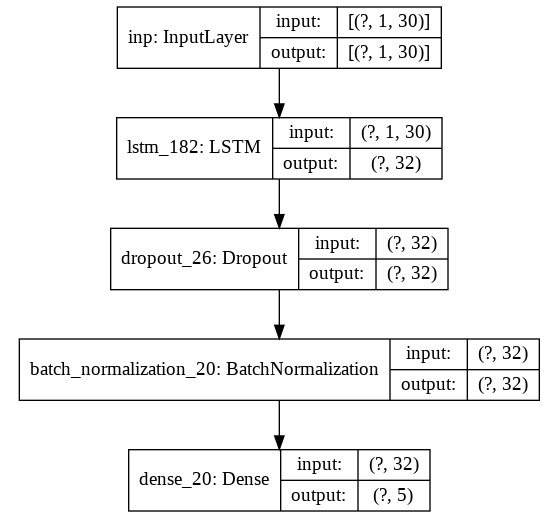 inp: InputLayer
input: [(?, 1, 30)]
output: [(?, 1, 30)]
lstm_182: LSTM
input: (?, 1, 30)
output: (?, 32)
dropout_26: Dropout
input: (?, 32)
output: (?, 32)
batch_normalization_20: BatchNormalization
input: (?, 32)
output: (?, 32)
dense_20: Dense
input: (?, 32)
output: (?, 5)